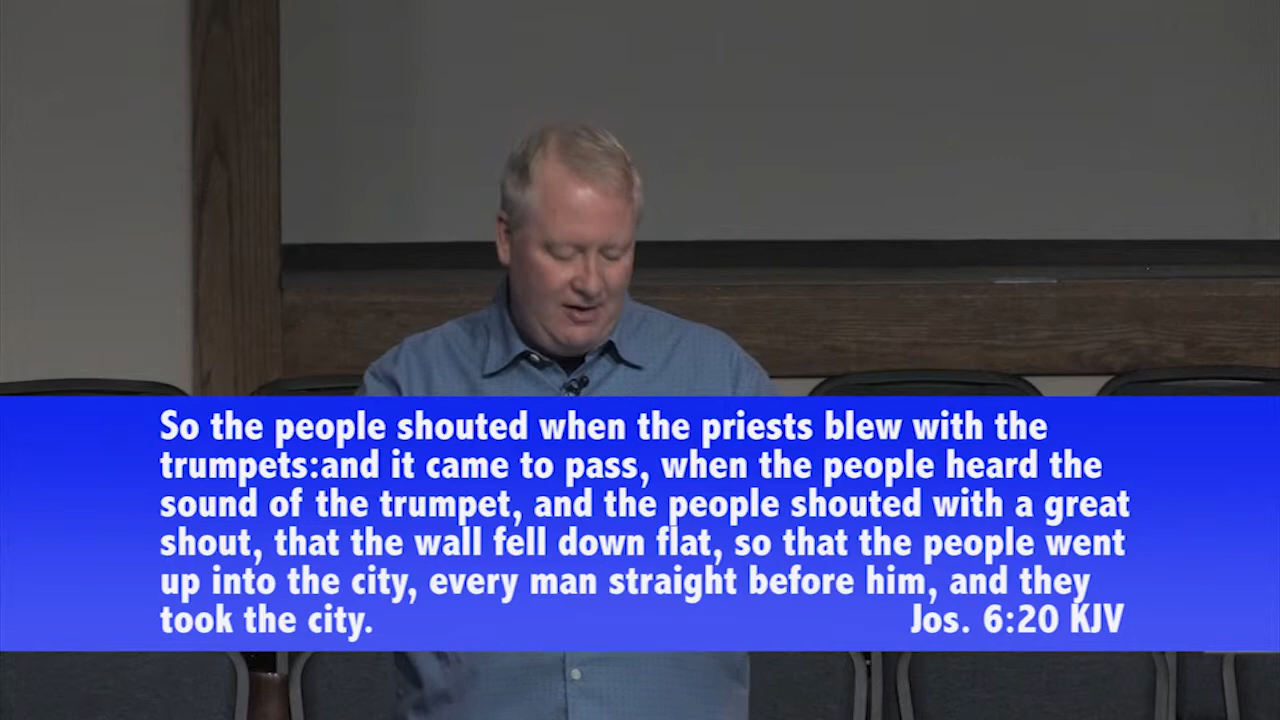 So the people shouted when the priests blew with the
trumpets:and it came to pass, when the people heard the
sound of the trumpet, and the people shouted with a great
shout, that the wall fell down flat, so that the people went
up into the city, every man straight before him, and they
took the city. Jos. 6:20 KJV